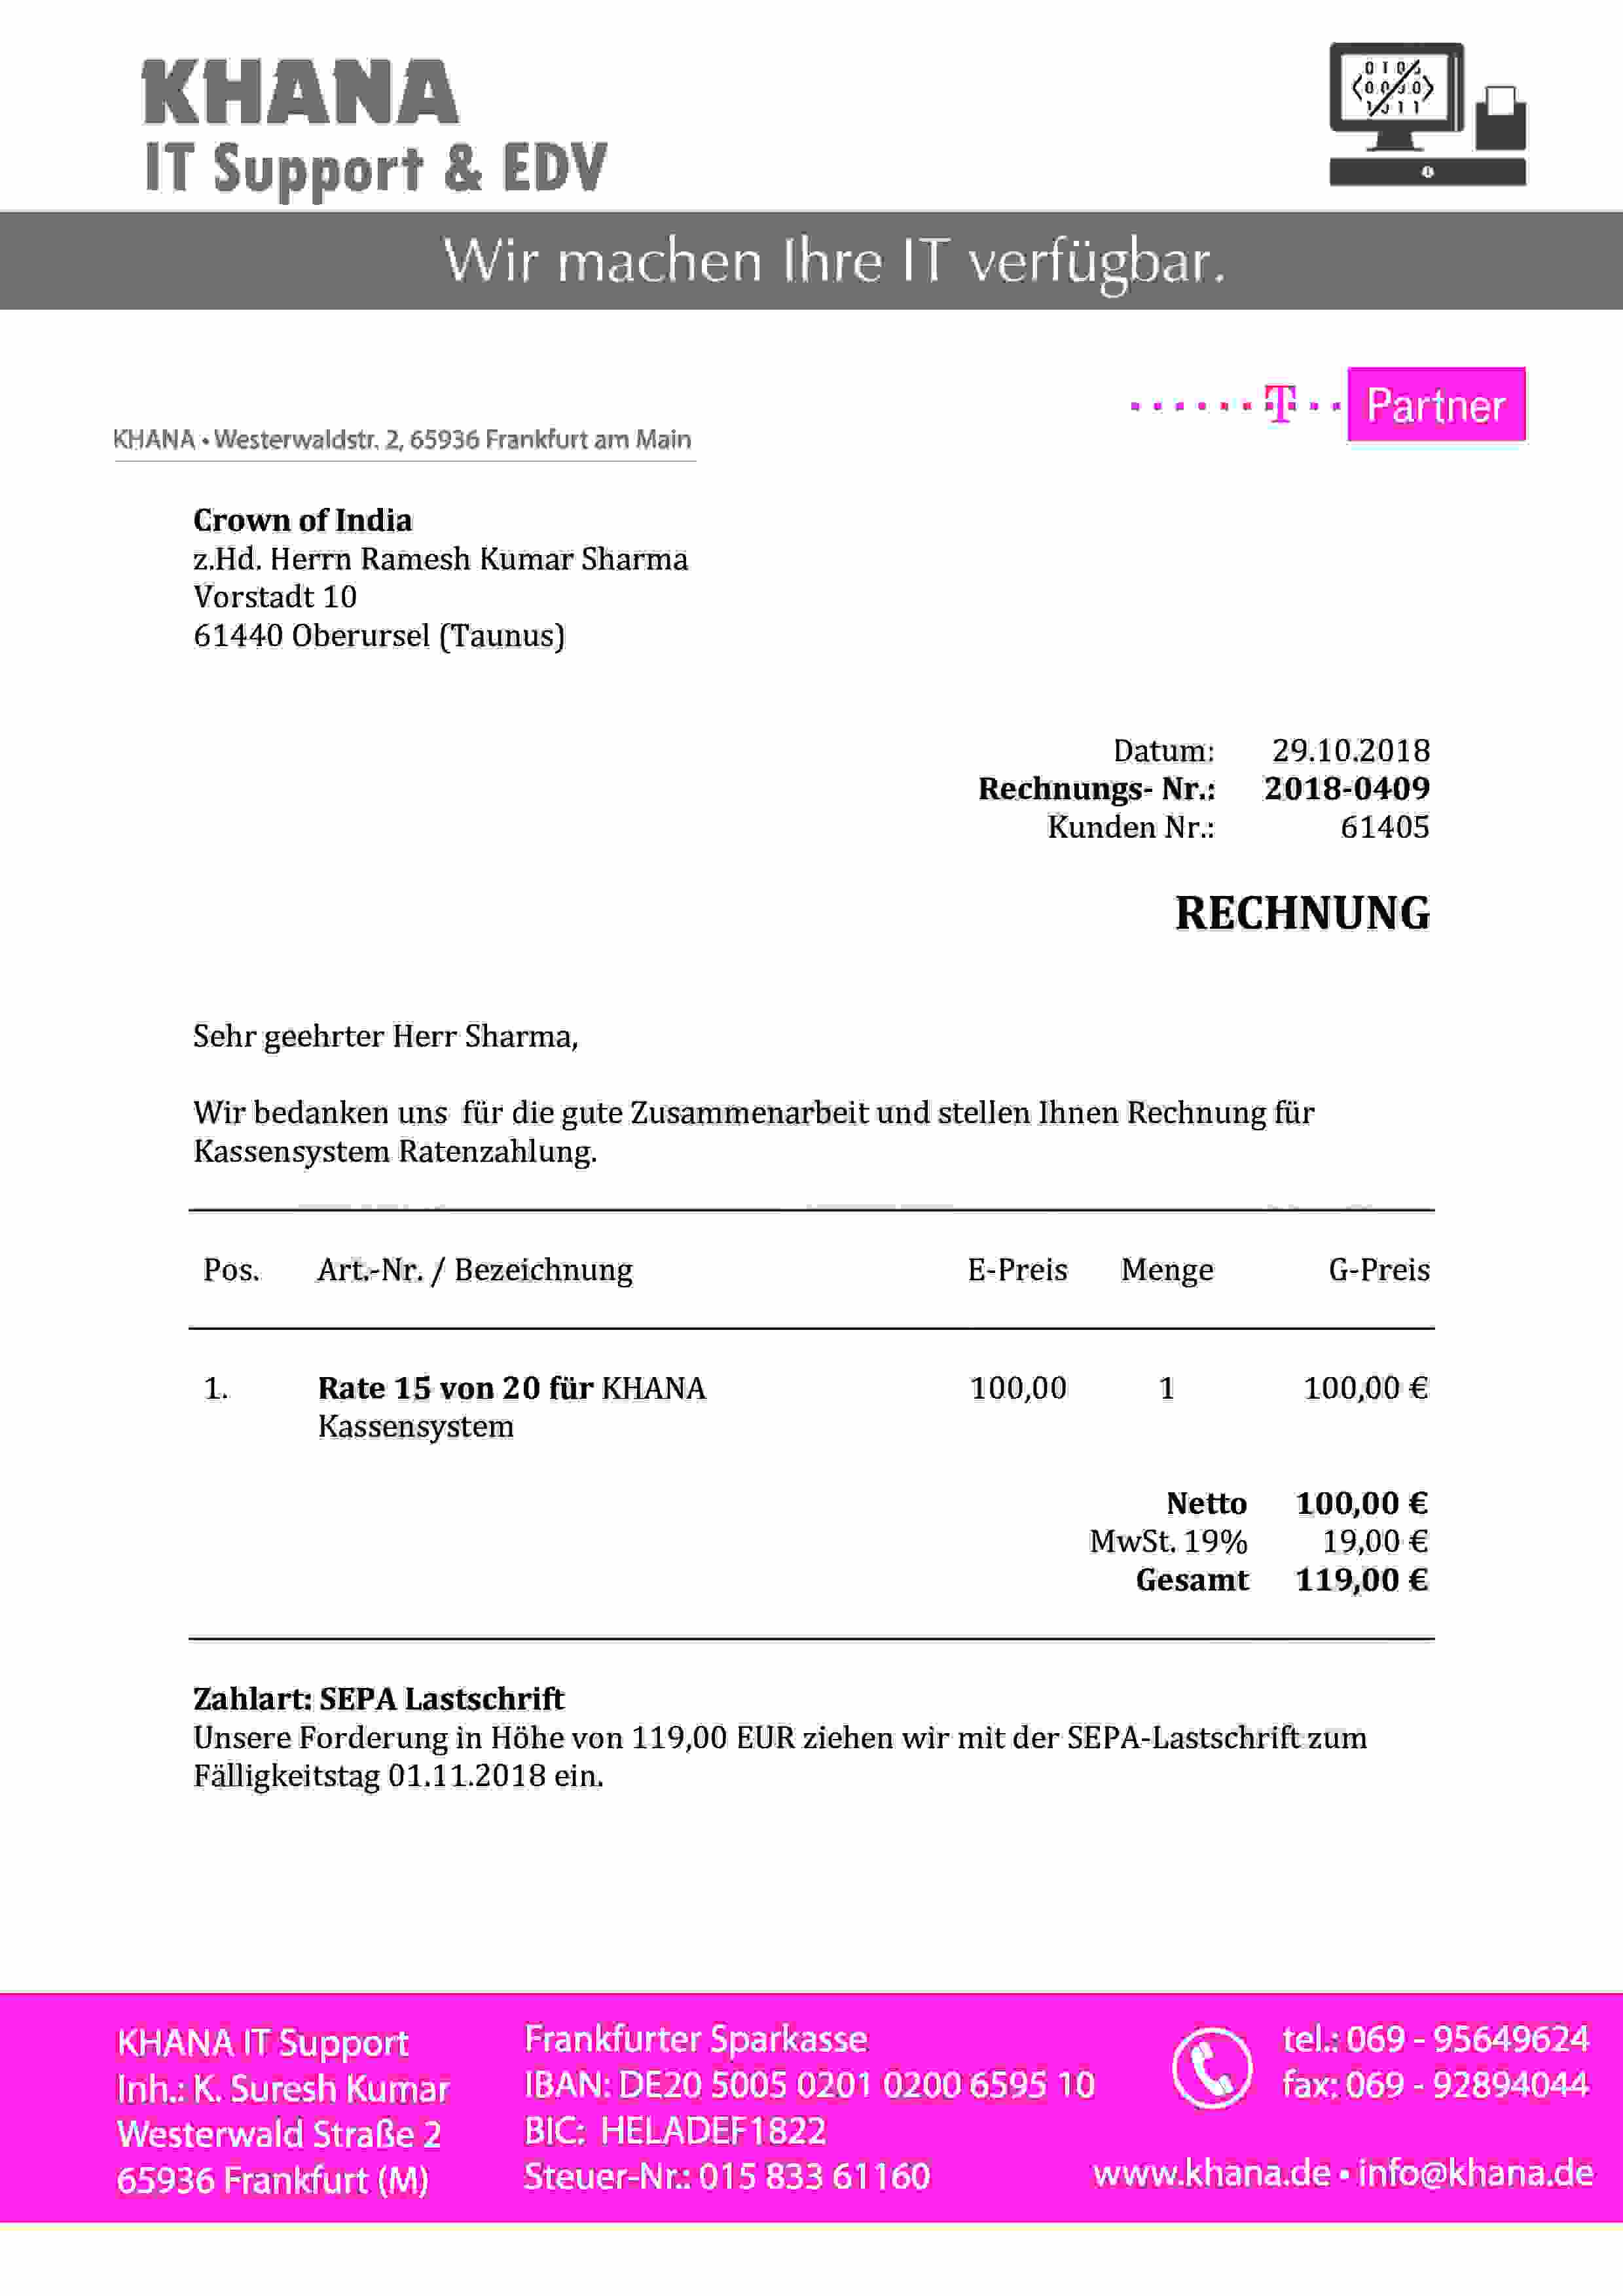 KHANA
IT Support & EDV
Wir machen Ihre IT verfügbar.
T Partner
KHANA • Westerwaldstr. 2, 65936 Frankfurt am Main
Crown of India
z.Hd. Herrn Ramesh Kumar Sharma
Vorstadt 10
61440 Oberursel (Taunus)
Datum: 29.10.2018
Rechnungs- Nr.: 2018-0409
Kunden Nr.: 61405
RECHNUNG
Sehr geehrter Herr Sharma,
Wir bedanken uns für die gute Zusammenarbeit und stellen Ihnen Rechnung für
Kassensystem Ratenzahlung.
Pos. Art.-Nr. / Bezeichnung E-Preis Menge G-Preis
1. Rate 15 von 20 für KHANA 100,00 1 100,00 €
Kassensystem
Netto 100,00 €
MwSt. 19% 19,00 €
Gesamt 119,00 €
Zahlart: SEPA Lastschrift
Unsere Forderung in Höhe von 119,00 EUR ziehen wir mit der SEPA-Lastschrift zum
Fälligkeitstag 01.11.2018 ein.
KHANA IT Support
Inh.: K. Suresh Kumar
Westerwald Straße 2
65936 Frankfurt (M)
Frankfurter Sparkasse
IBAN: DE20 5005 0201 0200 6595 10
BIC: HELADEF1822
Steuer-Nr.: 015 833 61160
tel.: 069 - 95649624
fax: 069 - 92894044
www.khana.de • info@khana.de